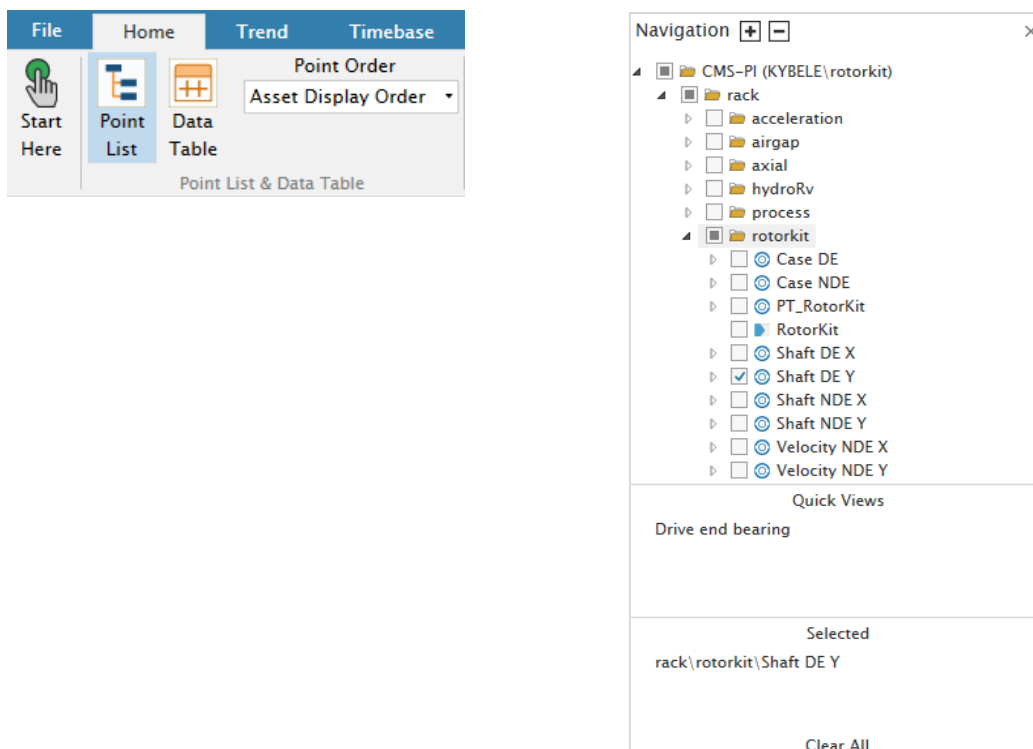 File Home Trend Timebase
Point Order
Asset Display Order
Start Here
Point List
Data Table
Point List & Data Table
Navigation
CMS-PI (KYBELE\rotorkit)
rack
acceleration
airgap
axial
hydroRv
process
rotorkit
Case DE
Case NDE
PT_RotorKit
RotorKit
Shaft DE X
Shaft DE Y
Shaft NDE X
Shaft NDE Y
Velocity NDE X
Velocity NDE Y
Quick Views
Drive end bearing
Selected
rack\rotorkit\Shaft DE Y
Clear All